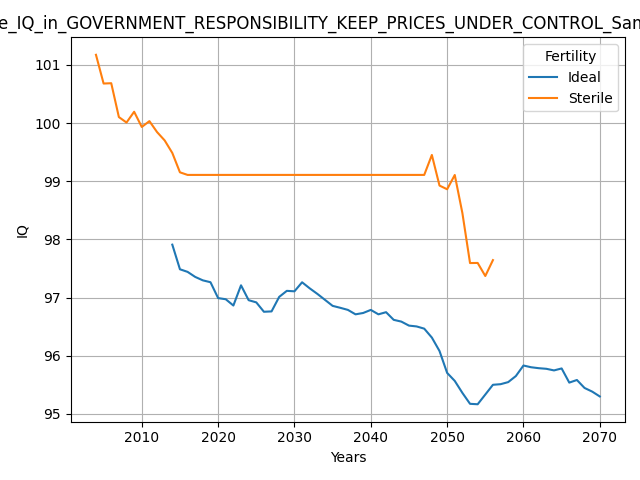 e_IQ_in_GOVERNMENT_RESPONSIBILITY_KEEP_PRICES_UNDER_CONTROL_San
Fertility
Ideal
Sterile
IQ
101
100
99
98
97
96
95
2010 2020 2030 2040 2050 2060 2070
Years